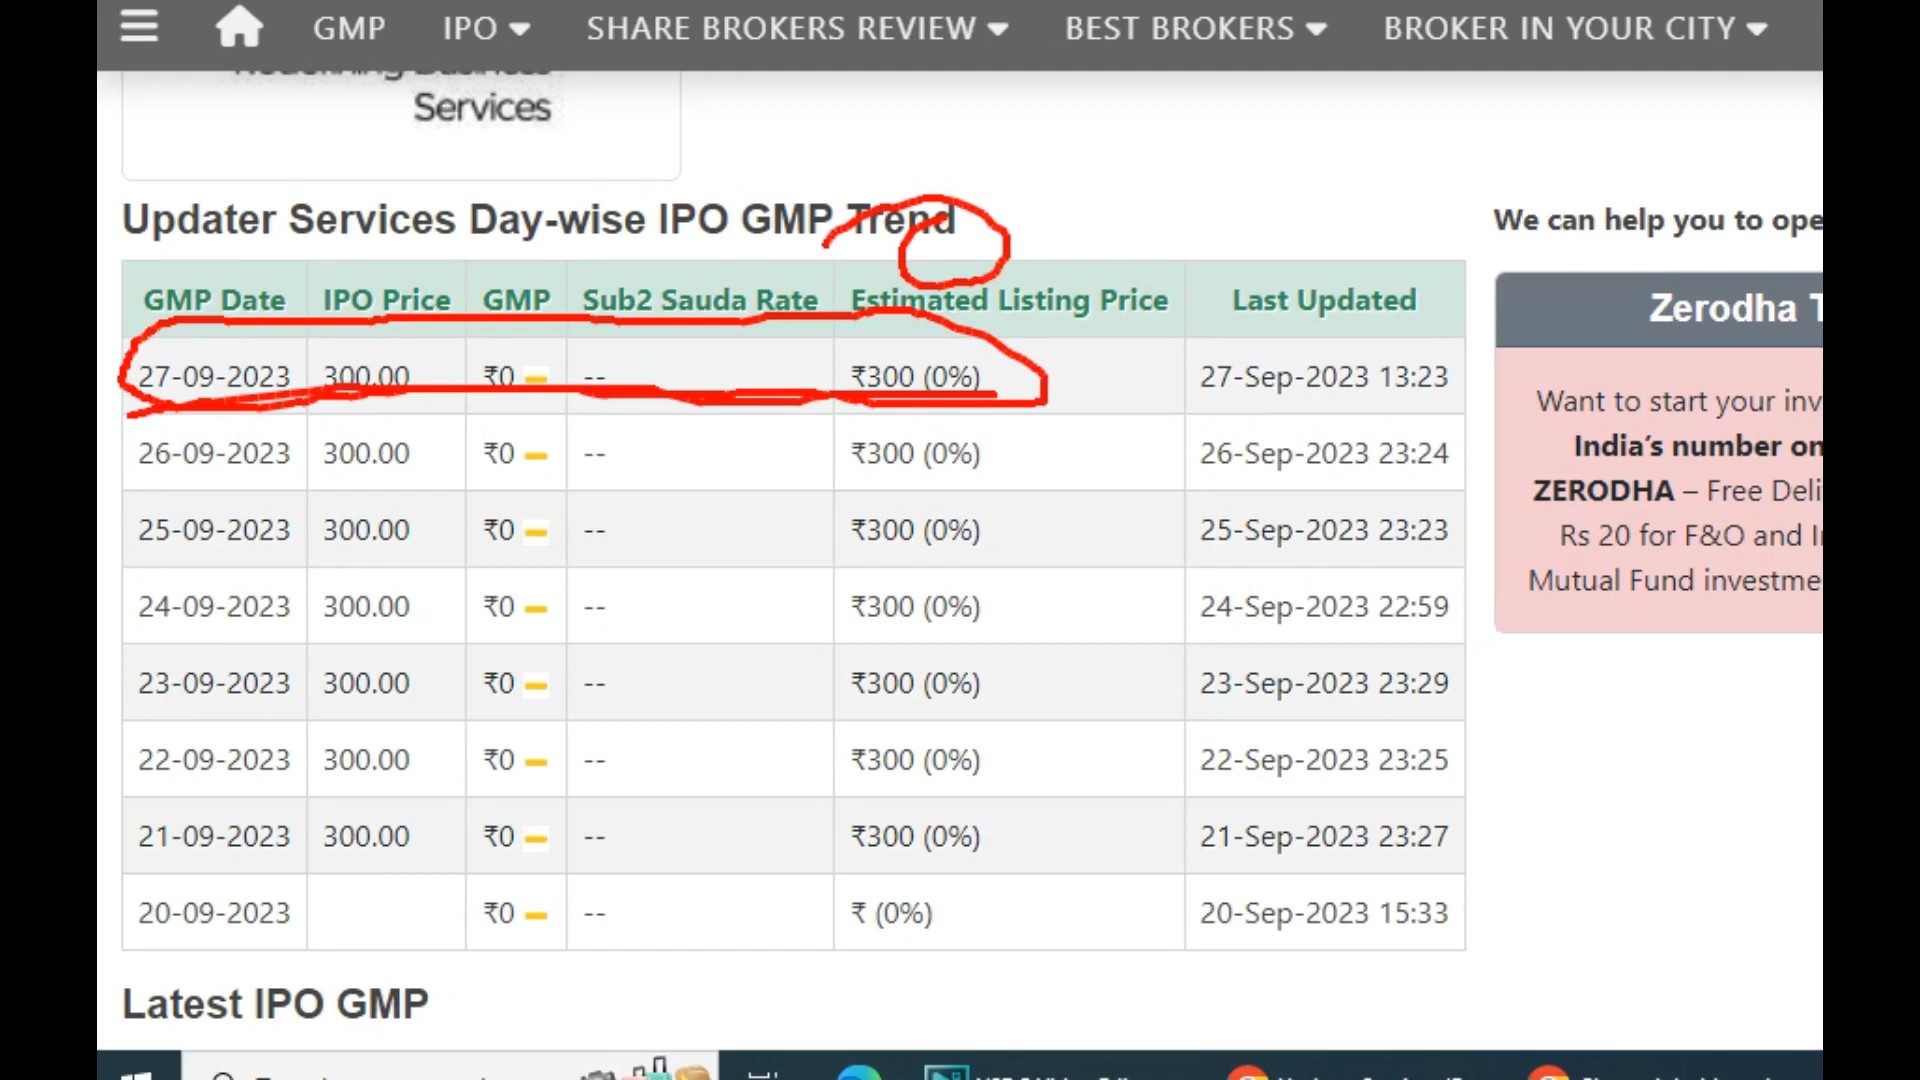 GMP IPO SHARE BROKERS REVIEW BEST BROKERS BROKER IN YOUR CITY
Services
Updater Services Day-wise IPO GMP Trend
GMP Date IPO Price GMP Sub2 Sauda Rate Estimated Listing Price Last Updated
27-09-2023 300.00 ₹0 -- ₹300 (0%) 27-Sep-2023 13:23
26-09-2023 300.00 ₹0 -- ₹300 (0%) 26-Sep-2023 23:24
25-09-2023 300.00 ₹0 -- ₹300 (0%) 25-Sep-2023 23:23
24-09-2023 300.00 ₹0 -- ₹300 (0%) 24-Sep-2023 22:59
23-09-2023 300.00 ₹0 -- ₹300 (0%) 23-Sep-2023 23:29
22-09-2023 300.00 ₹0 -- ₹300 (0%) 22-Sep-2023 23:25
21-09-2023 300.00 ₹0 -- ₹300 (0%) 21-Sep-2023 23:27
20-09-2023 ₹0 -- ₹ (0%) 20-Sep-2023 15:33
Latest IPO GMP
We can help you to ope
Zerodha T
Want to start your inv
India's number on
ZERODHA – Free Deli
Rs 20 for F&O and I
Mutual Fund investme